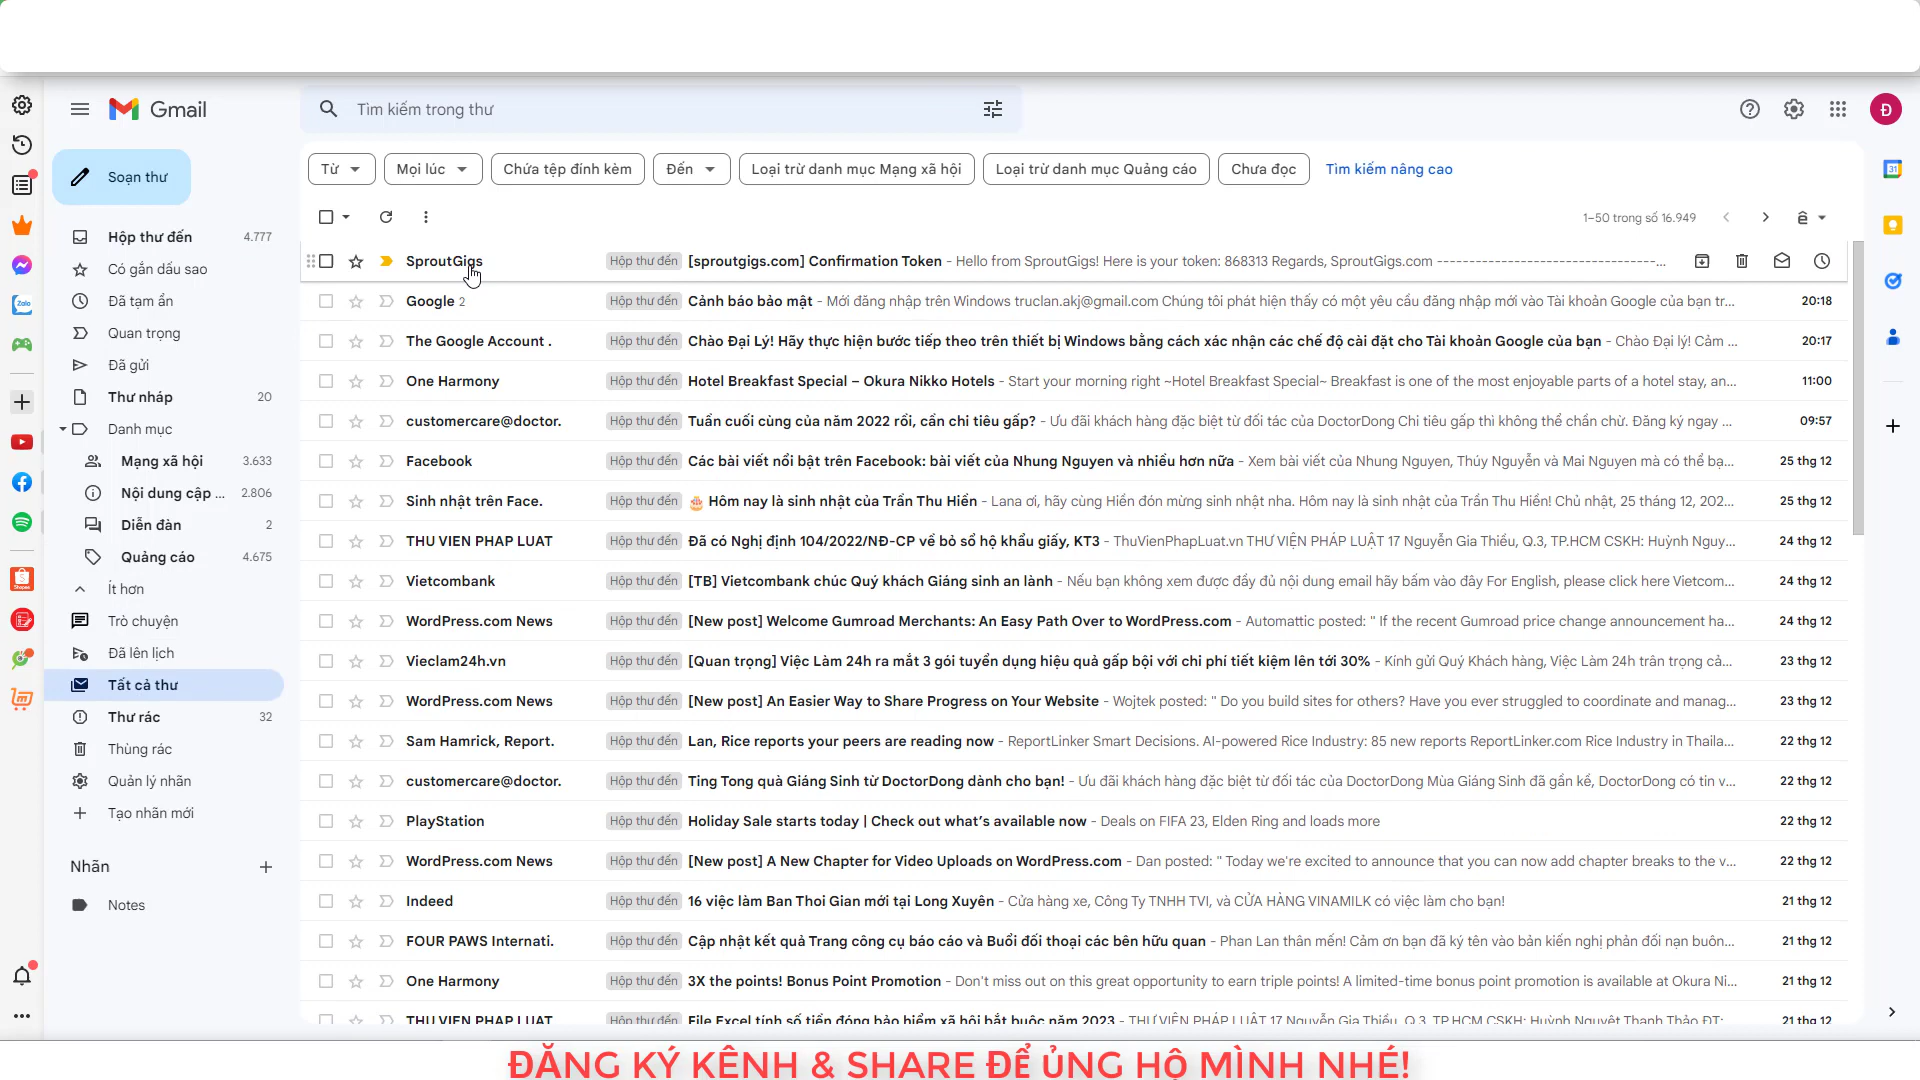 Gmail
Tìm kiếm trong thư
Đ
Soạn thư
Từ
Mọi lúc
Chứa tệp đính kèm
Đến
Loại trừ danh mục Mạng xã hội
Loại trừ danh mục Quảng cáo
Chưa đọc
Tìm kiếm nâng cao
1–50 trong số 16.949
Hộp thư đến 4.777
Có gắn dấu sao
Đã tạm ẩn
Quan trọng
Đã gửi
Thư nháp 20
Danh mục
Mạng xã hội 3.633
Nội dung cập ... 2.806
Diễn đàn 2
Quảng cáo 4.675
Ít hơn
Trò chuyện
Đã lên lịch
Tất cả thư
Thư rác 32
Thùng rác
Quản lý nhãn
Tạo nhãn mới
Nhãn
Notes
SproutGigs Hộp thư đến [sproutgigs.com] Confirmation Token - Hello from SproutGigs! Here is your token: 868313 Regards, SproutGigs.com ---------------------------------...
Google 2 Hộp thư đến Cảnh báo bảo mật - Mới đăng nhập trên Windows truclan.akj@gmail.com Chúng tôi phát hiện thấy có một yêu cầu đăng nhập mới vào Tài khoản Google của bạn tr... 20:18
The Google Account . Hộp thư đến Chào Đại Lý! Hãy thực hiện bước tiếp theo trên thiết bị Windows bằng cách xác nhận các chế độ cài đặt cho Tài khoản Google của bạn - Chào Đại lý! Cảm ... 20:17
One Harmony Hộp thư đến Hotel Breakfast Special – Okura Nikko Hotels - Start your morning right ~Hotel Breakfast Special~ Breakfast is one of the most enjoyable parts of a hotel stay, an... 11:00
customercare@doctor. Hộp thư đến Tuần cuối cùng của năm 2022 rồi, cần chi tiêu gấp? - Ưu đãi khách hàng đặc biệt từ đối tác của DoctorDong Chi tiêu gấp thì không thể chần chừ. Đăng ký ngay ... 09:57
Facebook Hộp thư đến Các bài viết nổi bật trên Facebook: bài viết của Nhung Nguyen và nhiều hơn nữa - Xem bài viết của Nhung Nguyen, Thúy Nguyễn và Mai Nguyen mà có thể bạ... 25 thg 12
Sinh nhật trên Face. Hộp thư đến 🎂 Hôm nay là sinh nhật của Trần Thu Hiền - Lana ơi, hãy cùng Hiền đón mừng sinh nhật nha. Hôm nay là sinh nhật của Trần Thu Hiền! Chủ nhật, 25 tháng 12, 202... 25 thg 12
THU VIEN PHAP LUAT Hộp thư đến Đã có Nghị định 104/2022/NĐ-CP về bỏ sổ hộ khẩu giấy, KT3 - ThuVienPhapLuat.vn THƯ VIỆN PHÁP LUẬT 17 Nguyễn Gia Thiều, Q.3, TP.HCM CSKH: Huỳnh Nguy... 24 thg 12
Vietcombank Hộp thư đến [TB] Vietcombank chúc Quý khách Giáng sinh an lành - Nếu bạn không xem được đầy đủ nội dung email hãy bấm vào đây For English, please click here Vietcom... 24 thg 12
WordPress.com News Hộp thư đến [New post] Welcome Gumroad Merchants: An Easy Path Over to WordPress.com - Automattic posted: " If the recent Gumroad price change announcement ha... 24 thg 12
Vieclam24h.vn Hộp thư đến [Quan trọng] Việc Làm 24h ra mắt 3 gói tuyển dụng hiệu quả gấp bội với chi phí tiết kiệm lên tới 30% - Kính gửi Quý Khách hàng, Việc Làm 24h trân trọng cả... 23 thg 12
WordPress.com News Hộp thư đến [New post] An Easier Way to Share Progress on Your Website - Wojtek posted: " Do you build sites for others? Have you ever struggled to coordinate and manag... 23 thg 12
Sam Hamrick, Report. Hộp thư đến Lan, Rice reports your peers are reading now - ReportLinker Smart Decisions. AI-powered Rice Industry: 85 new reports ReportLinker.com Rice Industry in Thaila... 22 thg 12
customercare@doctor. Hộp thư đến Ting Tong quà Giáng Sinh từ DoctorDong dành cho bạn! - Ưu đãi khách hàng đặc biệt từ đối tác của DoctorDong Mùa Giáng Sinh đã gần kề, DoctorDong có tin v... 22 thg 12
PlayStation Hộp thư đến Holiday Sale starts today | Check out what’s available now - Deals on FIFA 23, Elden Ring and loads more 22 thg 12
WordPress.com News Hộp thư đến [New post] A New Chapter for Video Uploads on WordPress.com - Dan posted: " Today we're excited to announce that you can now add chapter breaks to the v... 22 thg 12
Indeed Hộp thư đến 16 việc làm Ban Thoi Gian mới tại Long Xuyên - Cửa hàng xe, Công Ty TNHH TVI, và CỬA HÀNG VINAMILK có việc làm cho bạn! 21 thg 12
FOUR PAWS Internati. Hộp thư đến Cập nhật kết quả Trang công cụ báo cáo và Buổi đối thoại các bên hữu quan - Phan Lan thân mến! Cảm ơn bạn đã ký tên vào bản kiến nghị phản đối nạn buôn... 21 thg 12
One Harmony Hộp thư đến 3X the points! Bonus Point Promotion - Don't miss out on this great opportunity to earn triple points! A limited-time bonus point promotion is available at Okura Ni... 21 thg 12
THU VIEN PHAP LUAT Hộp thư đến File Excel tính số tiền đóng bảo hiểm xã hội bắt buộc năm 2023 - THƯ VIỆN PHÁP LUẬT 17 Nguyễn Gia Thiều, Q.3, TP.HCM CSKH: Huỳnh Nguyệt Thanh Thảo ĐT: 21 thg 12
ĐĂNG KÝ KÊNH & SHARE ĐỂ ỦNG HỘ MÌNH NHÉ!